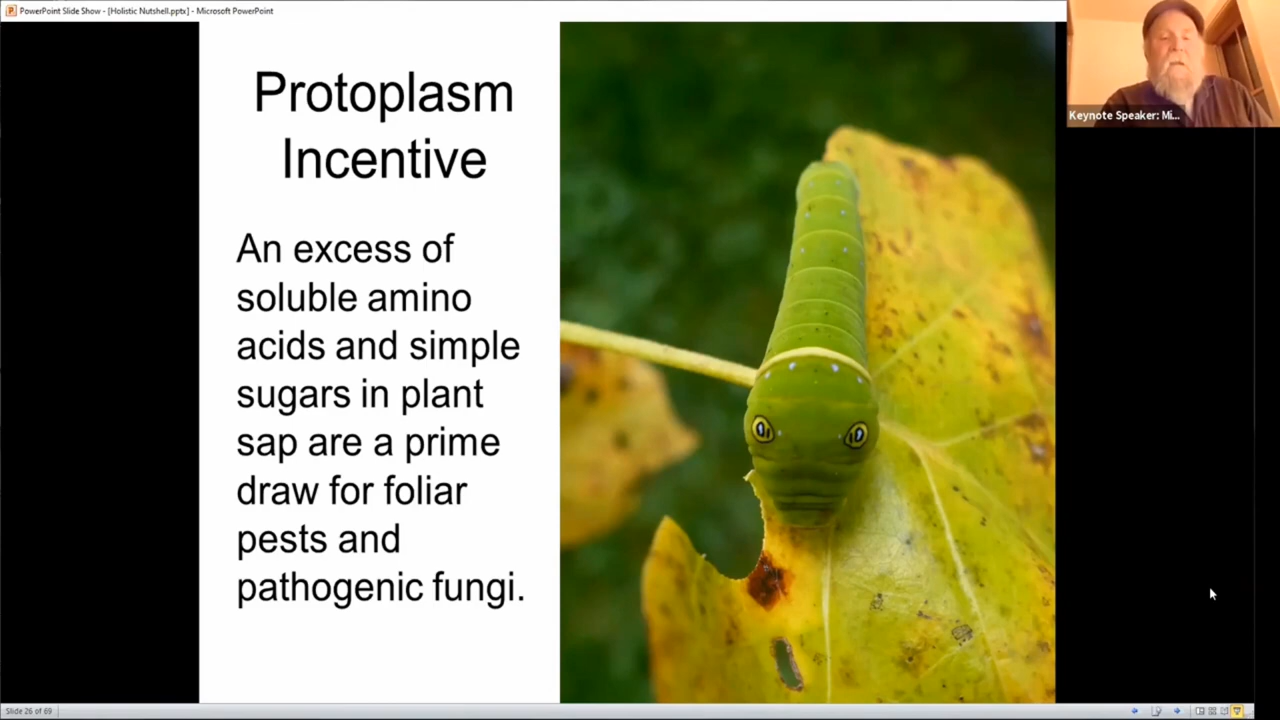 PowerPoint Slide Show - [Holistic Nutshell.pptx] - Microsoft PowerPoint
Keynote Speaker: Mi...
Protoplasm
Incentive
An excess of
soluble amino
acids and simple
sugars in plant
sap are a prime
draw for foliar
pests and
pathogenic fungi.
Slide 26 of 69